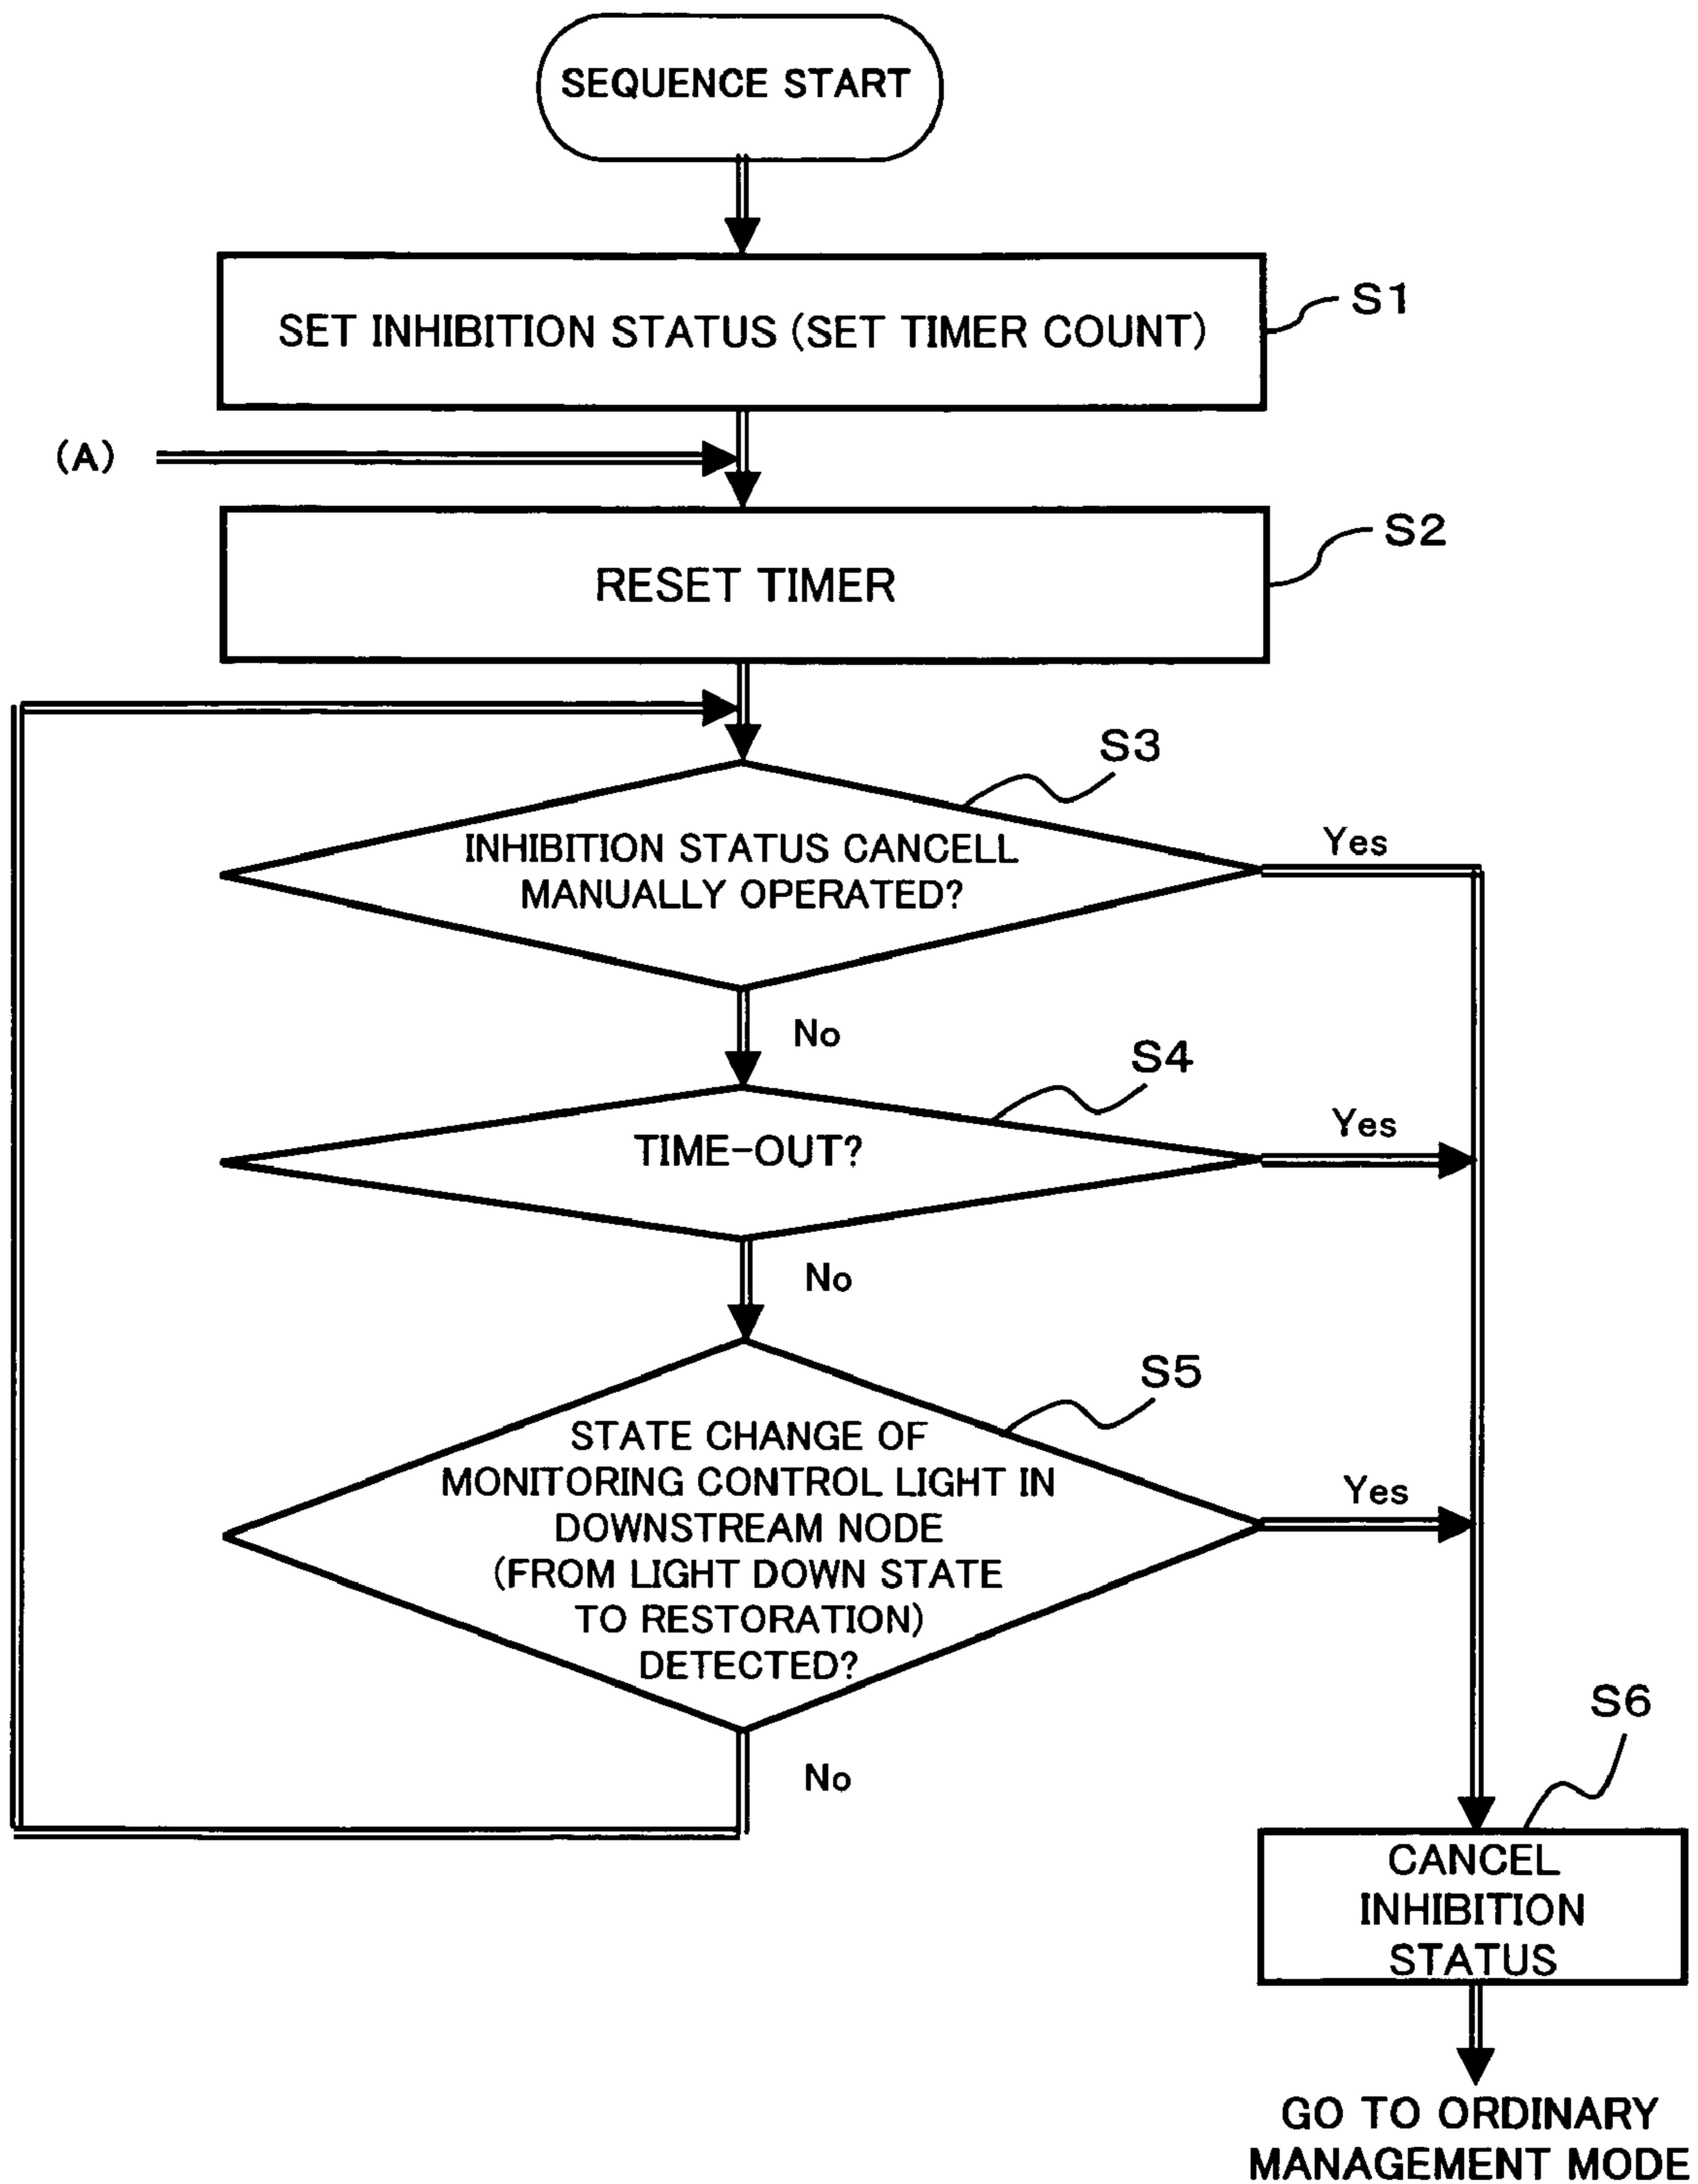 SEQUENCE START
SET INHIBITION STATUS (SET TIMER COUNT)
S1
(A)
RESET TIMER
S2
S3
INHIBITION STATUS CANCELL
MANUALLY OPERATED?
Yes
No
S4
TIME-OUT?
Yes
No
S5
STATE CHANGE OF
MONITORING CONTROL LIGHT IN
DOWNSTREAM NODE
(FROM LIGHT DOWN STATE
TO RESTORATION)
DETECTED?
Yes
No
S6
CANCEL
INHIBITION
STATUS
GO TO ORDINARY
MANAGEMENT MODE